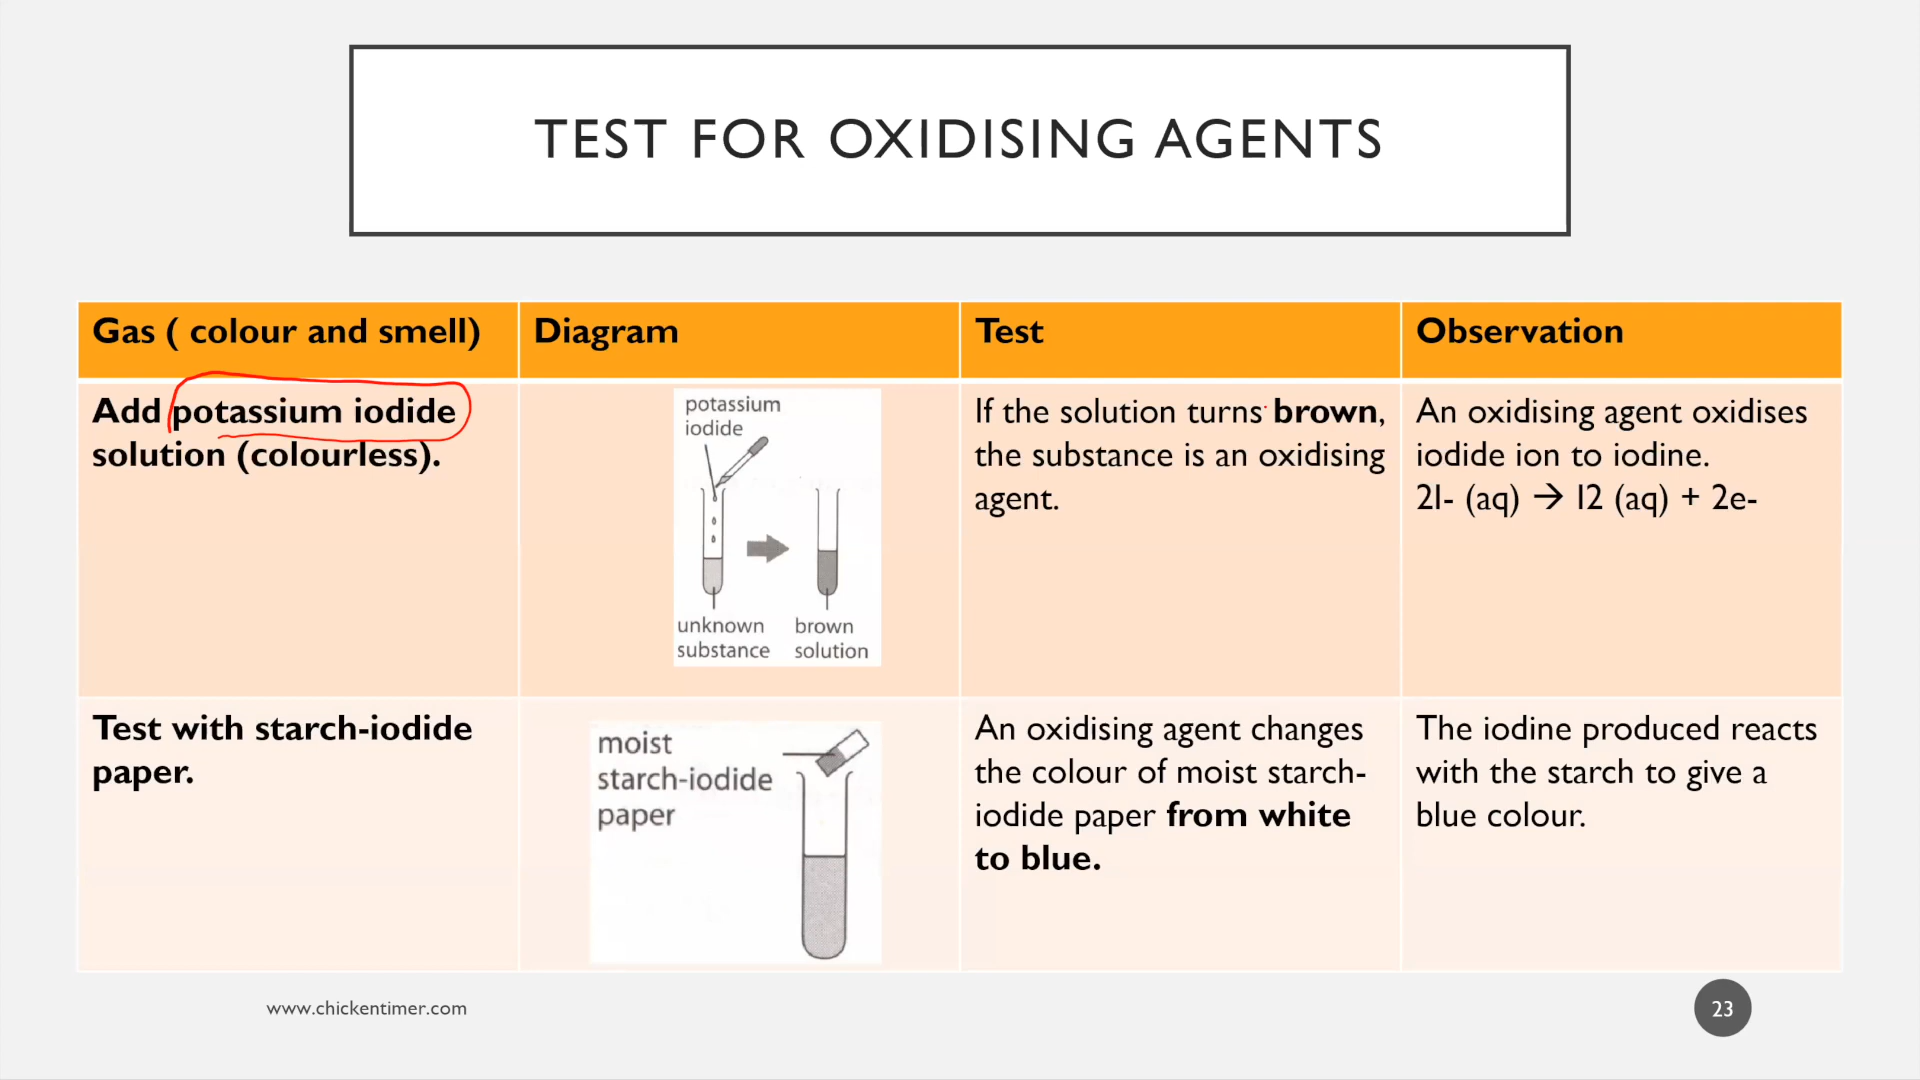 TEST FOR OXIDISING AGENTS
Gas ( colour and smell)
Diagram
Test
Observation
Add potassium iodide
solution (colourless).
potassium
iodide
unknown
substance
brown
solution
If the solution turns brown,
the substance is an oxidising
agent.
An oxidising agent oxidises
iodide ion to iodine.
2I- (aq) → I2 (aq) + 2e-
Test with starch-iodide
paper.
moist
starch-iodide
paper
An oxidising agent changes
the colour of moist starch-
iodide paper from white
to blue.
The iodine produced reacts
with the starch to give a
blue colour.
www.chickentimer.com
23